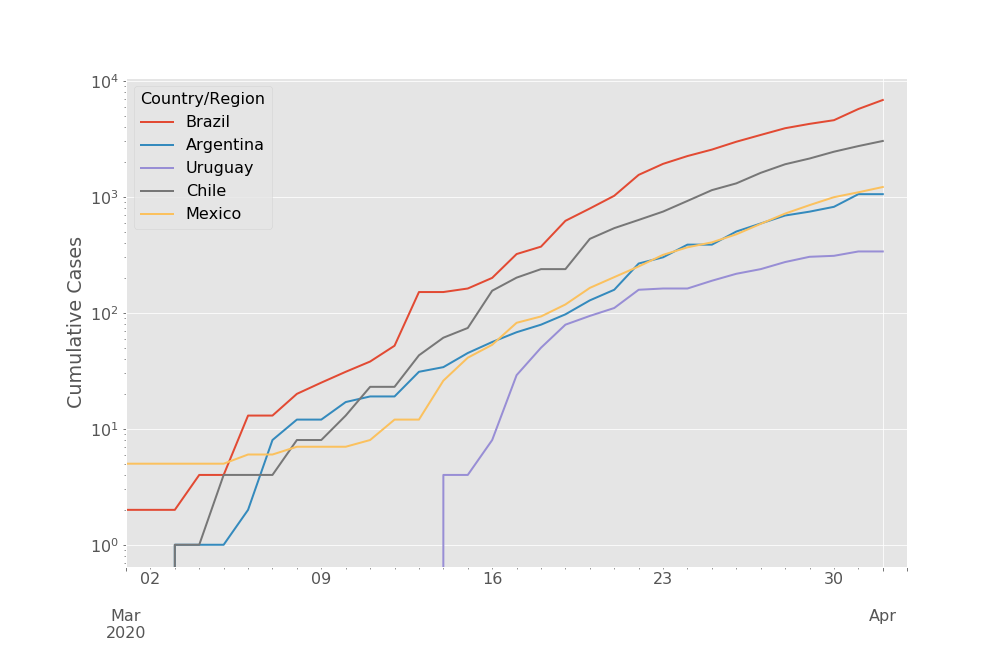 10⁴
10³
10²
10¹
10⁰
Cumulative Cases
Country/Region
Brazil
Argentina
Uruguay
Chile
Mexico
02 09 16 23 30
Mar Apr
2020